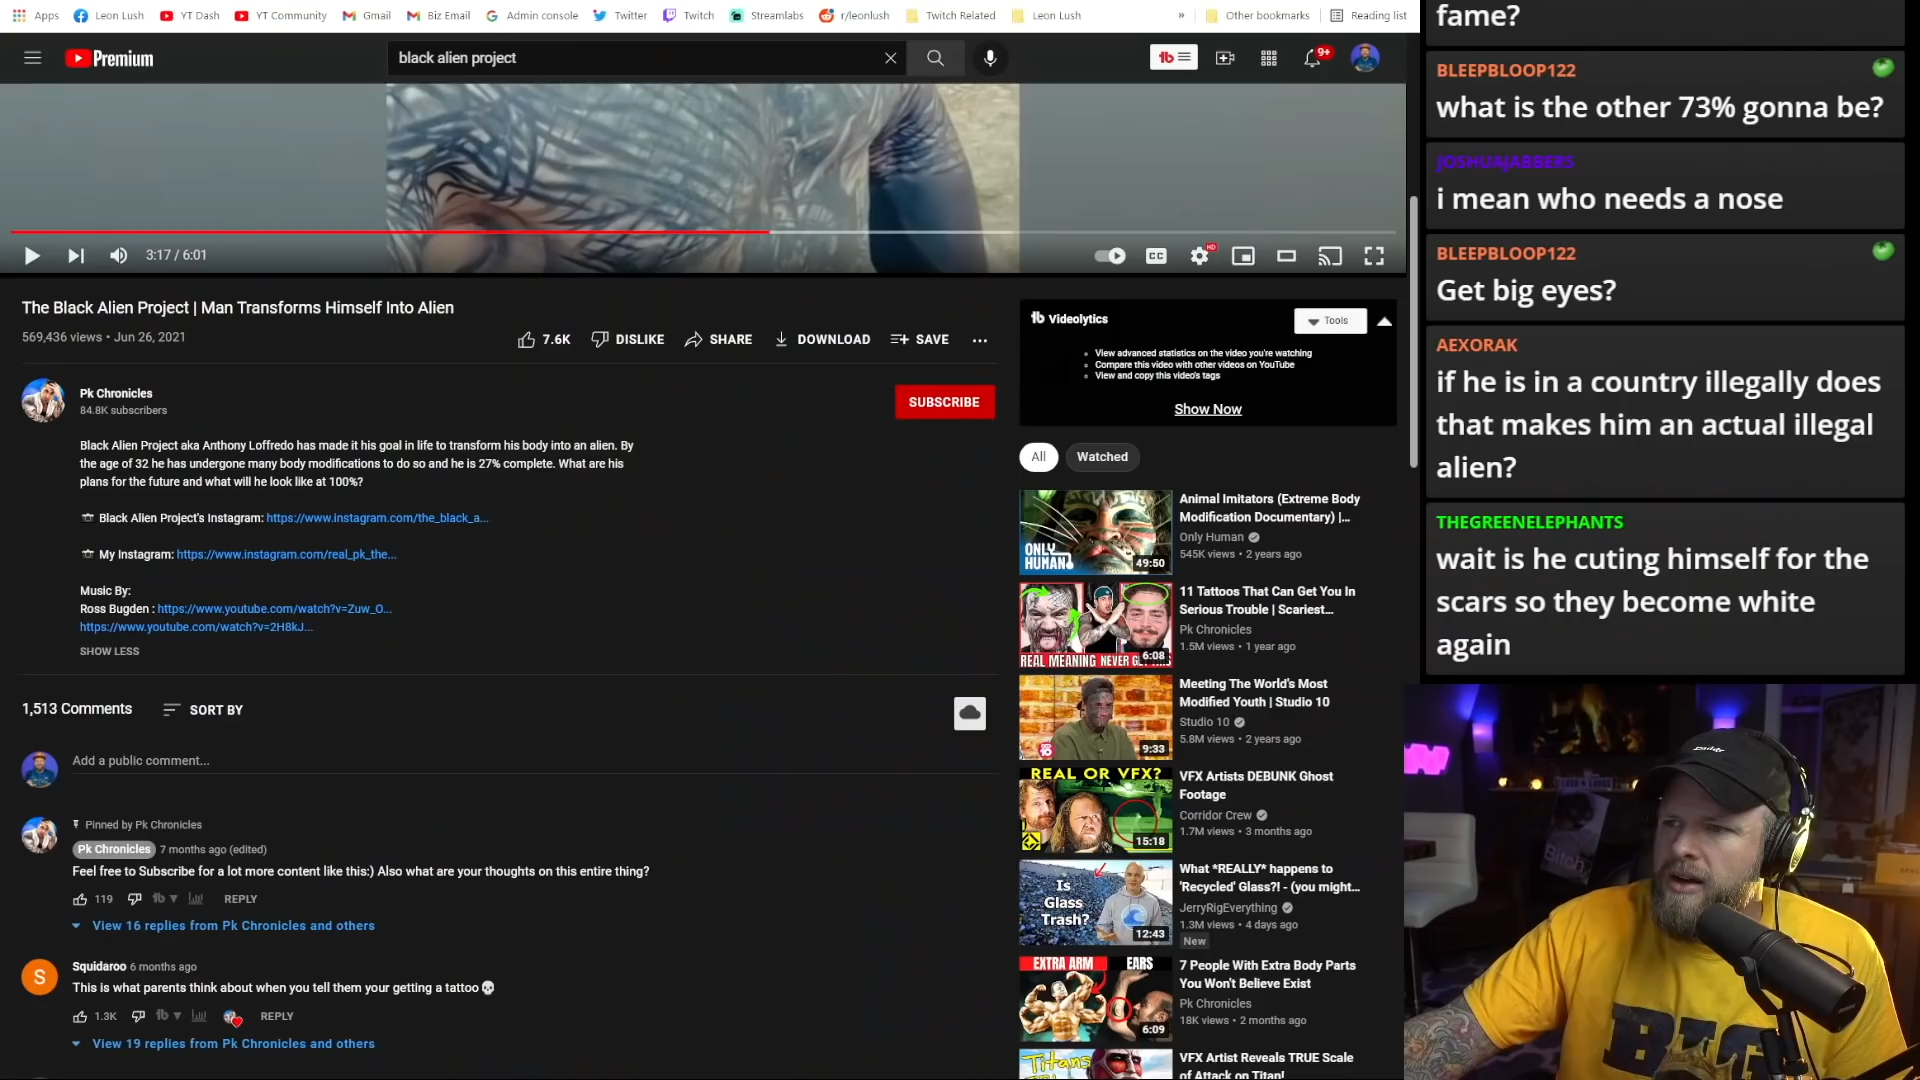 Apps
Leon Lush
YT Dash
YT Community
Gmail
Biz Email
Admin console
Twitter
Twitch
Streamlabs
r/leonlush
Twitch Related
Leon Lush
»
Other bookmarks
Reading list
Premium
black alien project
9+
3:17 / 6:01
CC
HD
The Black Alien Project | Man Transforms Himself Into Alien
569,436 views • Jun 26, 2021
7.6K
DISLIKE
SHARE
DOWNLOAD
SAVE
Pk Chronicles
84.8K subscribers
SUBSCRIBE
Black Alien Project aka Anthony Loffredo has made it his goal in life to transform his body into an alien. By
the age of 32 he has undergone many body modifications to do so and he is 27% complete. What are his
plans for the future and what will he look like at 100%?
Black Alien Project's Instagram: https://www.instagram.com/the_black_a...
My Instagram: https://www.instagram.com/real_pk_the...
Music By:
Ross Bugden : https://www.youtube.com/watch?v=Zuw_O...
https://www.youtube.com/watch?v=2H8kJ...
SHOW LESS
1,513 Comments
SORT BY
Add a public comment...
Pinned by Pk Chronicles
Pk Chronicles 7 months ago (edited)
Feel free to Subscribe for a lot more content like this:) Also what are your thoughts on this entire thing?
119
REPLY
View 16 replies from Pk Chronicles and others
S
Squidaroo 6 months ago
This is what parents think about when you tell them your getting a tattoo💀
1.3K
REPLY
View 19 replies from Pk Chronicles and others
tb Videolytics
Tools
View advanced statistics on the video you're watching
Compare this video with other videos on YouTube
View and copy this video's tags
Show Now
All
Watched
ONLY
HUMAN
49:50
Animal Imitators (Extreme Body
Modification Documentary) |...
Only Human
545K views • 2 years ago
REAL MEANING NEVER
6:08
11 Tattoos That Can Get You In
Serious Trouble | Scariest...
Pk Chronicles
1.5M views • 1 year ago
9:33
Meeting The World's Most
Modified Youth | Studio 10
Studio 10
5.8M views • 2 years ago
REAL OR VFX?
15:18
VFX Artists DEBUNK Ghost
Footage
Corridor Crew
1.7M views • 3 months ago
Is
Glass
Trash?
12:43
What *REALLY* happens to
'Recycled' Glass?! - (you might...
JerryRigEverything
1.3M views • 4 days ago
New
EXTRA ARM
EARS
6:09
7 People With Extra Body Parts
You Won't Believe Exist
Pk Chronicles
18K views • 2 months ago
Titans
VFX Artist Reveals TRUE Scale
of Attack on Titan!
fame?
BLEEPBLOOP122
what is the other 73% gonna be?
JOSHUAJABBERS
i mean who needs a nose
BLEEPBLOOP122
Get big eyes?
AEXORAK
if he is in a country illegally does
that makes him an actual illegal
alien?
THEGREENELEPHANTS
wait is he cuting himself for the
scars so they become white
again
daddy
Bitch
BIG